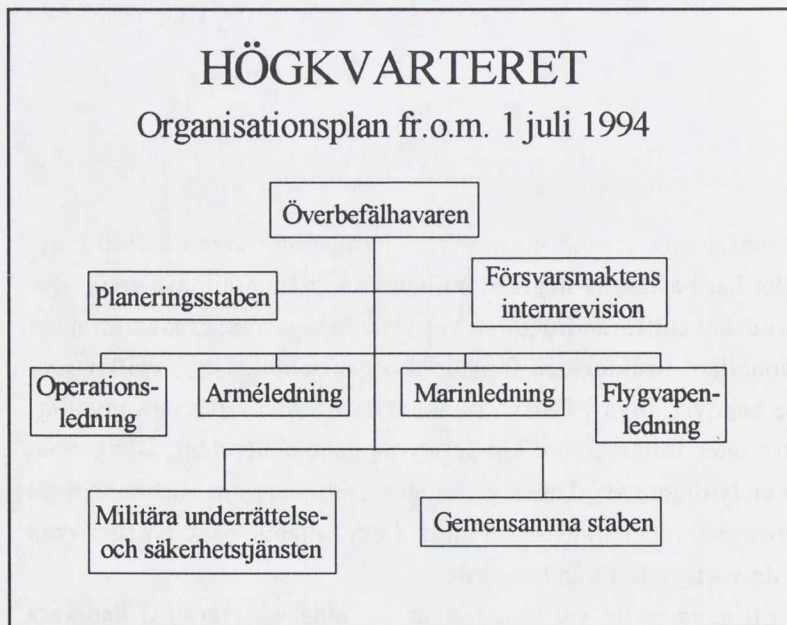 HÖGKVARTERET
Organisationsplan fr.o.m. 1 juli 1994
Överbefälhavaren
Planeringsstaben
Försvarsmaktens
internrevision
Operations-
ledning
Arméledning
Marinledning
Flygvapen-
ledning
Militära underrättelse-
och säkerhetstjänsten
Gemensamma staben